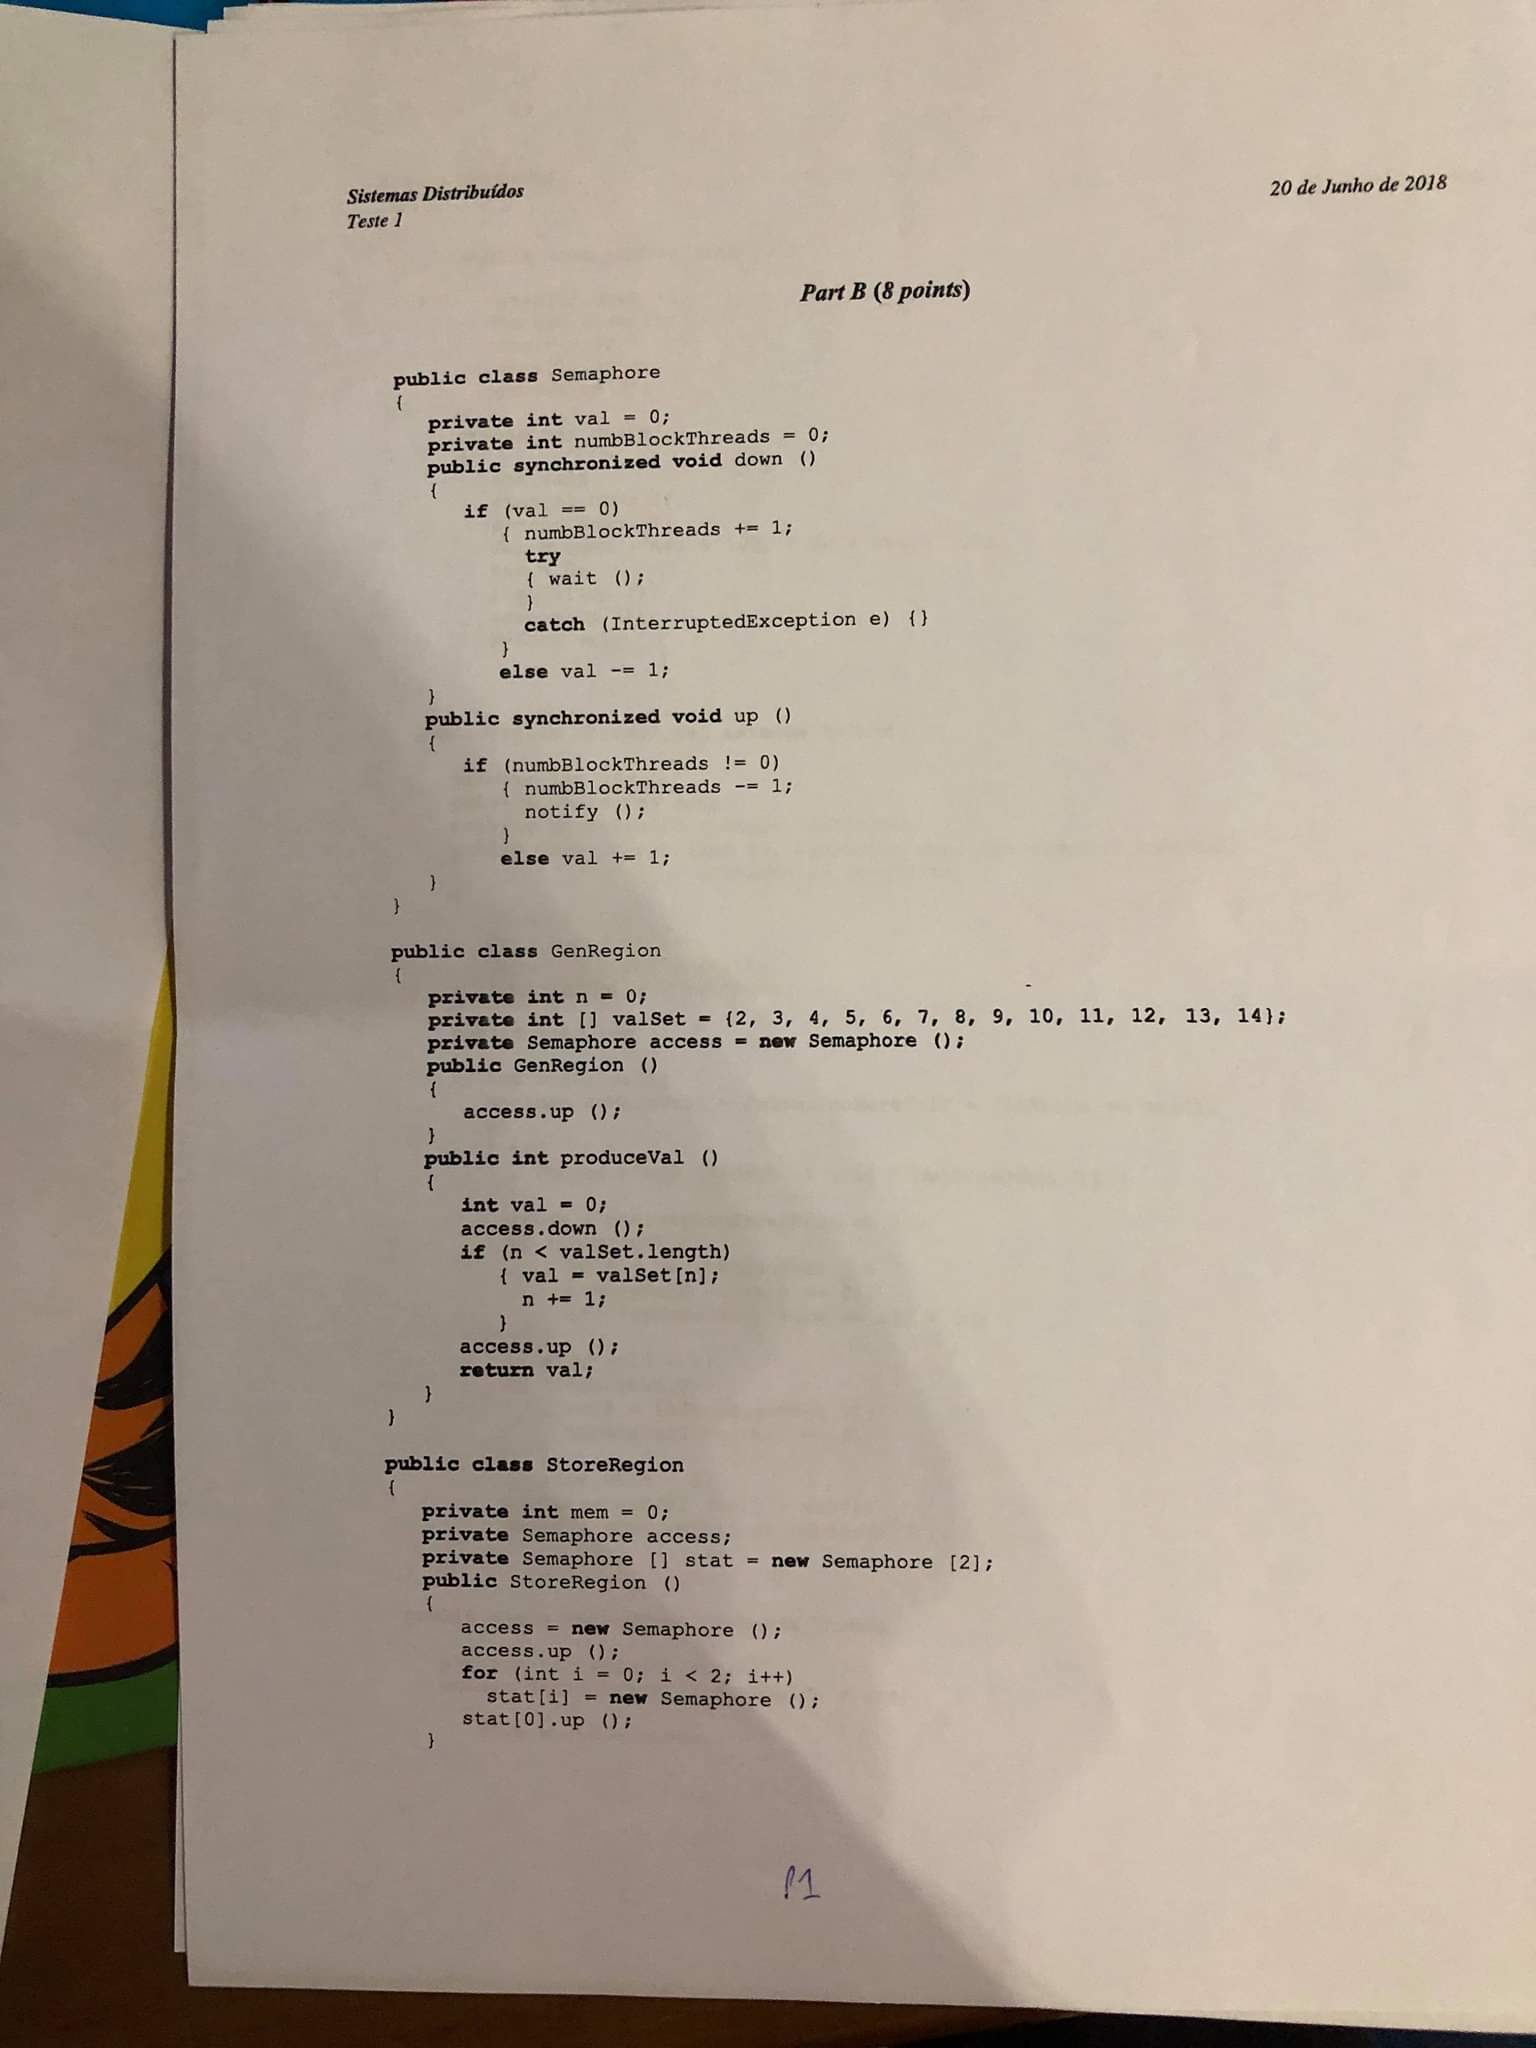 Sistemas Distribuídos
20 de Junho de 2018
Teste 1
Part B (8 points)
public class Semaphore
{
private int val = 0;
private int numbBlockThreads = 0;
public synchronized void down ()
{
if (val == 0)
{ numbBlockThreads += 1;
try
{ wait ();
}
catch (InterruptedException e) {}
}
else val -= 1;
}
public synchronized void up ()
{
if (numbBlockThreads != 0)
{ numbBlockThreads -= 1;
notify ();
}
else val += 1;
}
}
public class GenRegion
{
private int n = 0;
private int [] valSet = {2, 3, 4, 5, 6, 7, 8, 9, 10, 11, 12, 13, 14};
private Semaphore access = new Semaphore ();
public GenRegion ()
{
access.up ();
}
public int produceVal ()
{
int val = 0;
access.down ();
if (n < valSet.length)
{ val = valSet[n];
n += 1;
}
access.up ();
return val;
}
}
public class StoreRegion
{
private int mem = 0;
private Semaphore access;
private Semaphore [] stat = new Semaphore [2];
public StoreRegion ()
{
access = new Semaphore ();
access.up ();
for (int i = 0; i < 2; i++)
stat[i] = new Semaphore ();
stat[0].up ();
}
P1